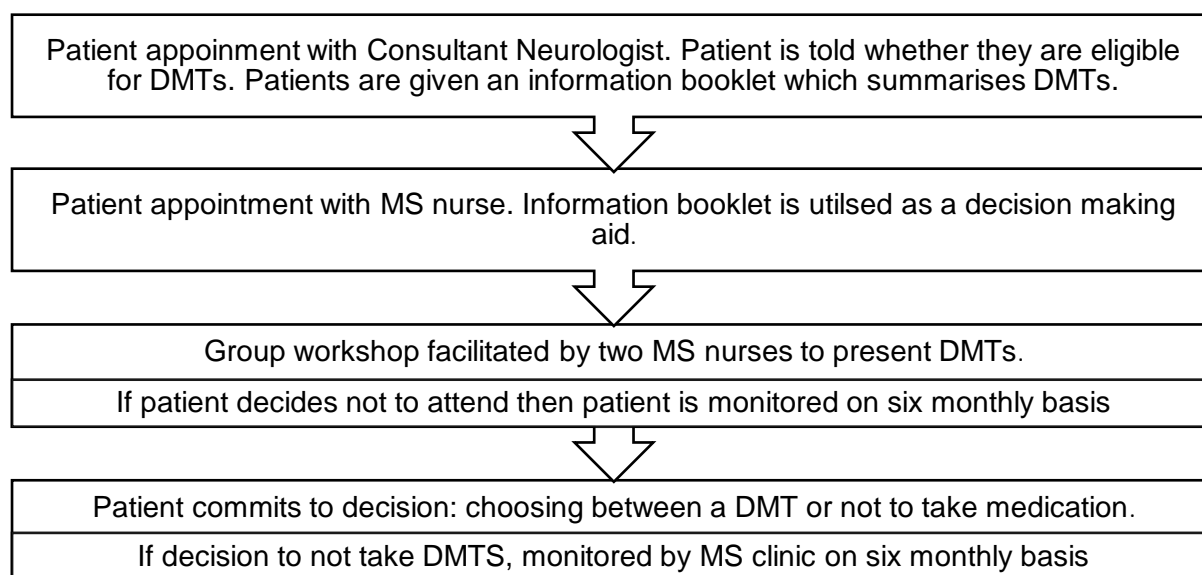 Patient appoinment with Consultant Neurologist. Patient is told whether they are eligible
for DMTs. Patients are given an information booklet which summarises DMTs.
Patient appointment with MS nurse. Information booklet is utilsed as a decision making
aid.
Group workshop facilitated by two MS nurses to present DMTs.
If patient decides not to attend then patient is monitored on six monthly basis
Patient commits to decision: choosing between a DMT or not to take medication.
If decision to not take DMTS, monitored by MS clinic on six monthly basis